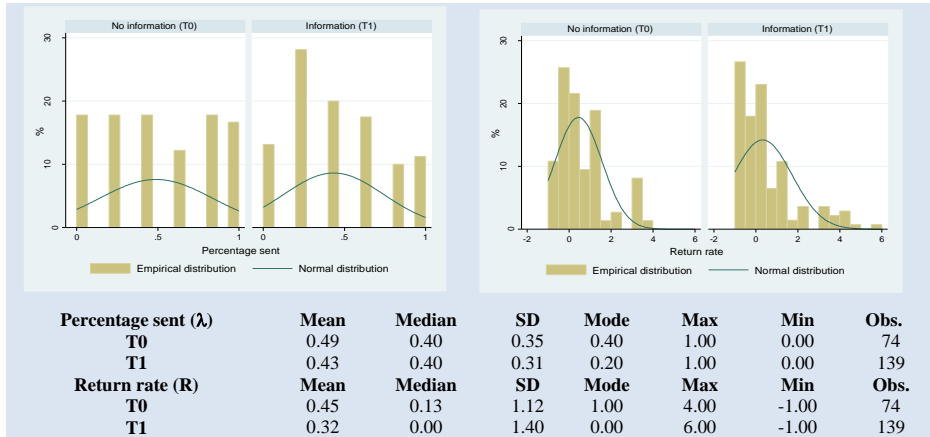 No information (T0) Information (T1)
30
20
10
0
%
0 .5 1 0 .5 1
Percentage sent
Empirical distribution Normal distribution
No information (T0) Information (T1)
30
20
10
0
%
-2 0 2 4 6 -2 0 2 4 6
Return rate
Empirical distribution Normal distribution
Percentage sent (λ) Mean Median SD Mode Max Min Obs.
T0 0.49 0.40 0.35 0.40 1.00 0.00 74
T1 0.43 0.40 0.31 0.20 1.00 0.00 139
Return rate (R) Mean Median SD Mode Max Min Obs.
T0 0.45 0.13 1.12 1.00 4.00 -1.00 74
T1 0.32 0.00 1.40 0.00 6.00 -1.00 139